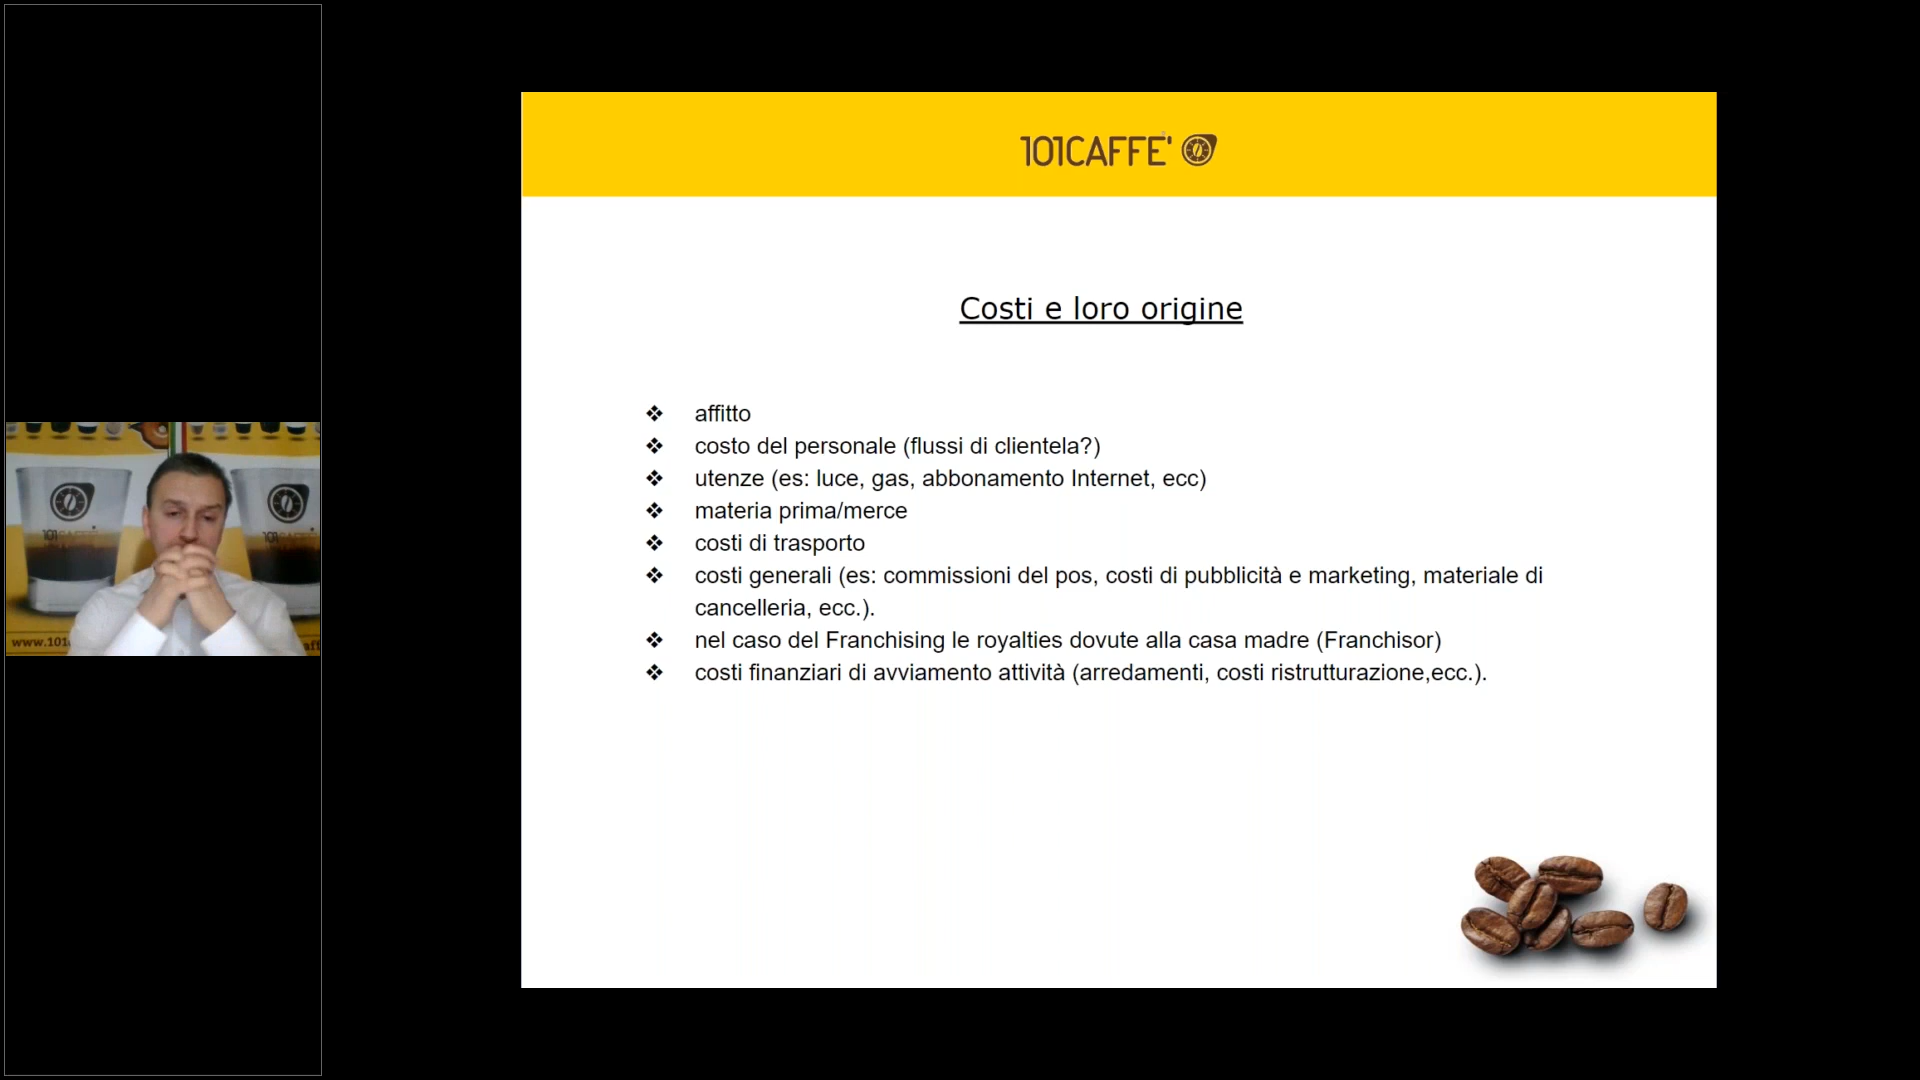 101CAFFE'
Costi e loro origine
❖ affitto
❖ costo del personale (flussi di clientela?)
❖ utenze (es: luce, gas, abbonamento Internet, ecc)
❖ materia prima/merce
❖ costi di trasporto
❖ costi generali (es: commissioni del pos, costi di pubblicità e marketing, materiale di
cancelleria, ecc.).
❖ nel caso del Franchising le royalties dovute alla casa madre (Franchisor)
❖ costi finanziari di avviamento attività (arredamenti, costi ristrutturazione,ecc.).
101CAFFE'
www.101